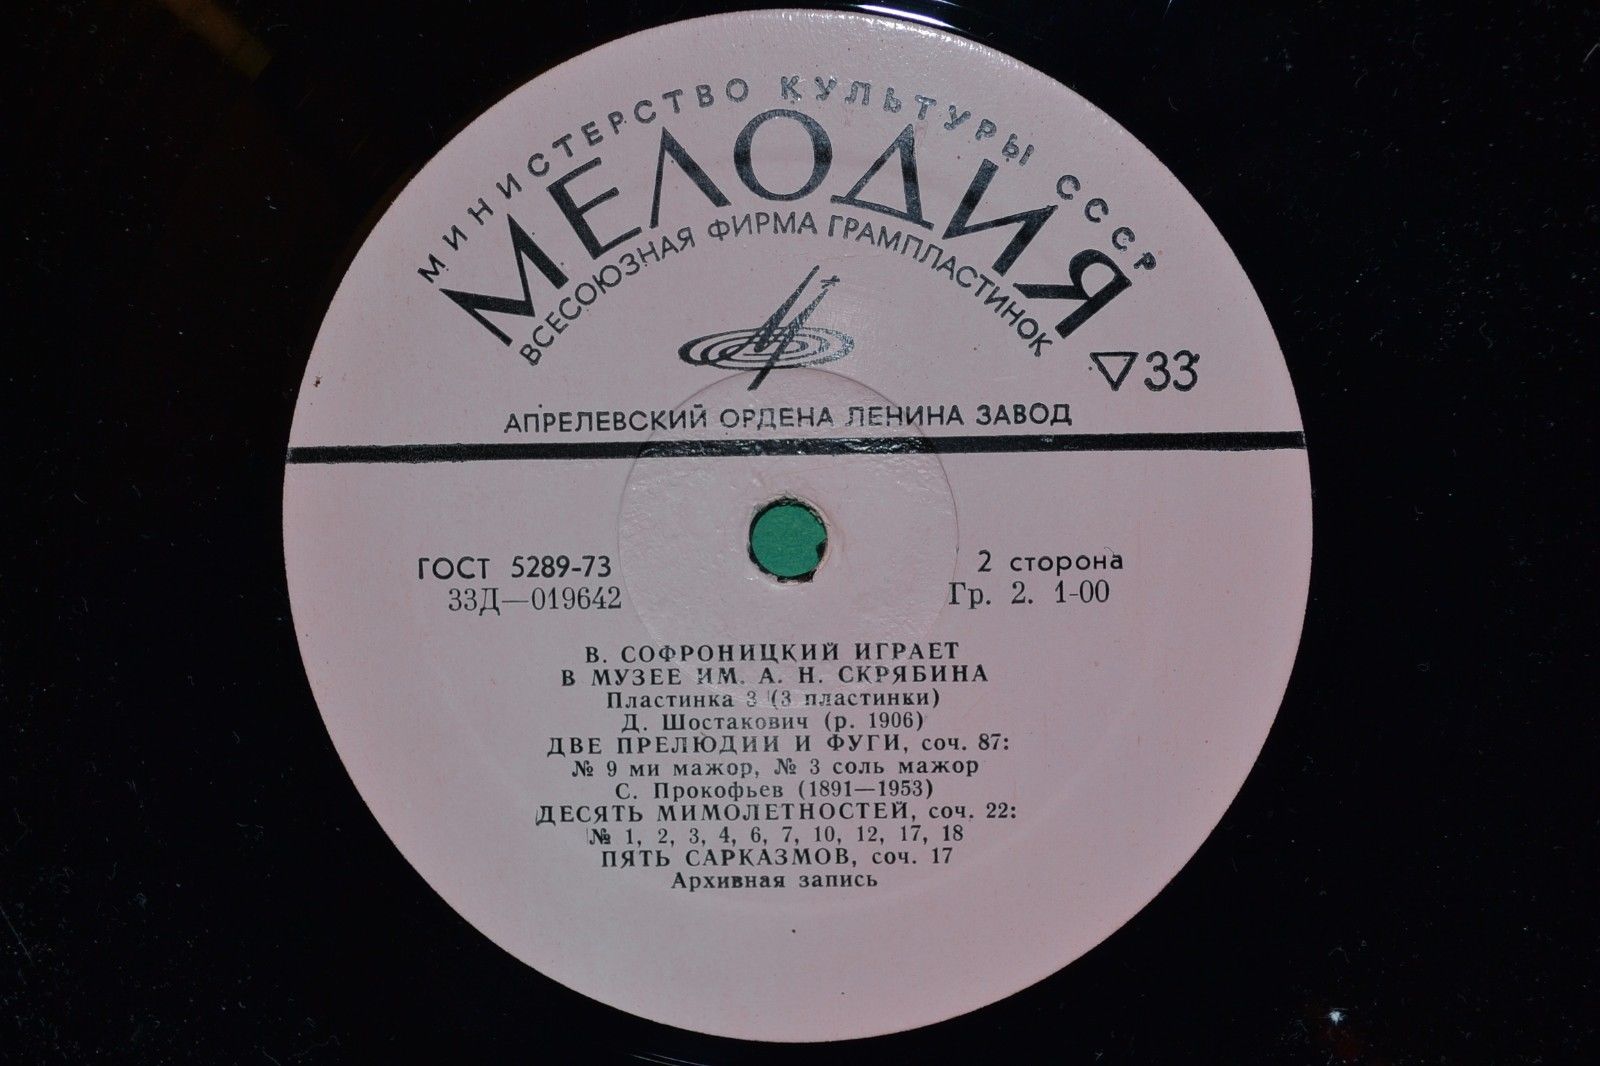 МИНИСТЕРСТВО КУЛЬТУРЫ СССР
МЕЛОДИЯ
ВСЕСОЮЗНАЯ ФИРМА ГРАМПЛАСТИНОК
▽33
АПРЕЛЕВСКИЙ ОРДЕНА ЛЕНИНА ЗАВОД
ГОСТ 5289-73
2 сторона
33Д—019642
Гр. 2. 1-00
В. СОФРОНИЦКИЙ ИГРАЕТ
В МУЗЕЕ ИМ. А. Н. СКРЯБИНА
Пластинка 3 (3 пластинки)
Д. Шостакович (р. 1906)
ДВЕ ПРЕЛЮДИИ И ФУГИ, соч. 87:
№ 9 ми мажор, № 3 соль мажор
С. Прокофьев (1891—1953)
ДЕСЯТЬ МИМОЛЕТНОСТЕЙ, соч. 22:
№ 1, 2, 3, 4, 6, 7, 10, 12, 17, 18
ПЯТЬ САРКАЗМОВ, соч. 17
Архивная запись